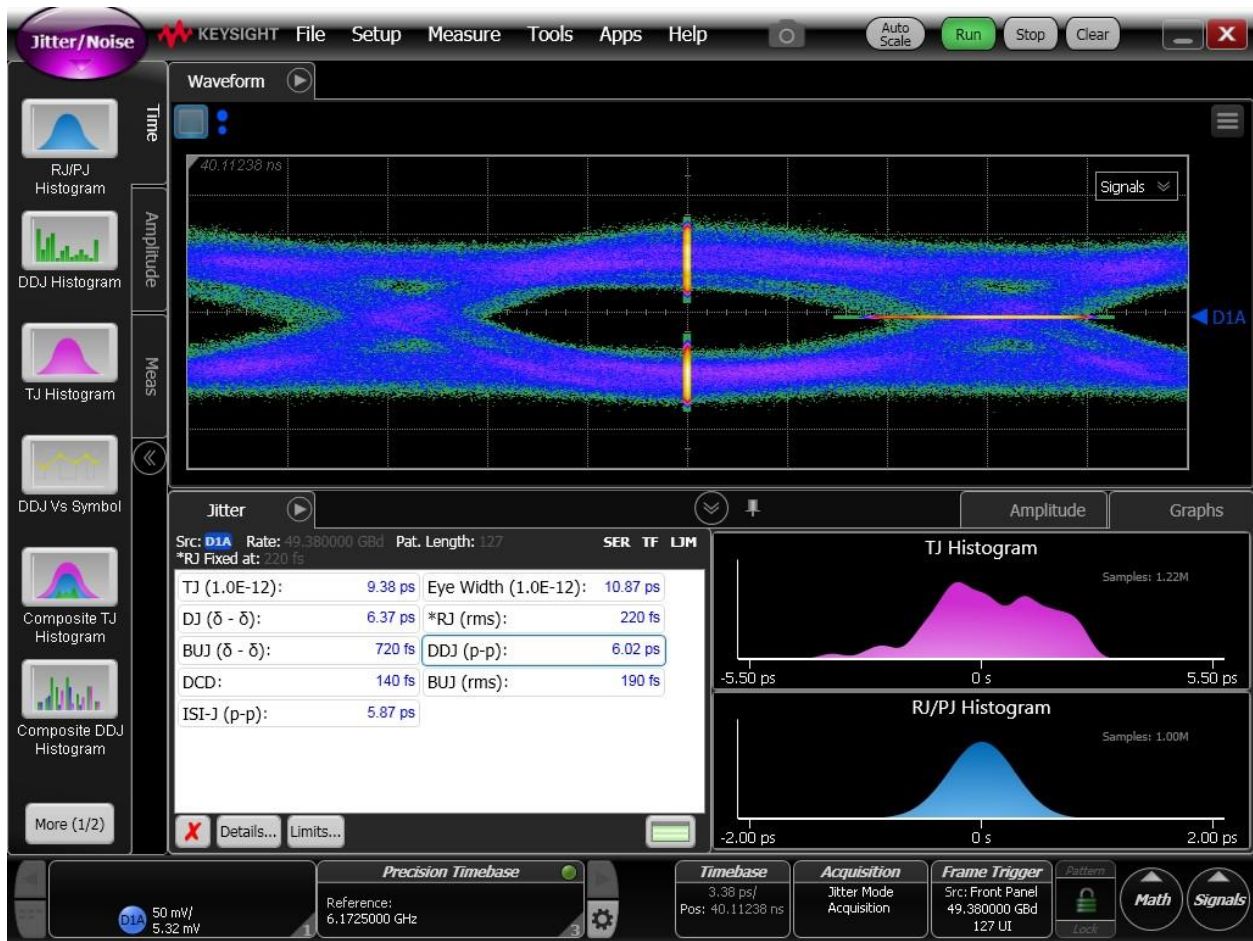 Jitter/Noise
KEYSIGHT File Setup Measure Tools Apps Help
Auto Scale
Run
Stop
Clear
X
Waveform
Time
Amplitude
Meas
RJ/PJ
Histogram
DDJ Histogram
TJ Histogram
DDJ Vs Symbol
Composite TJ
Histogram
Composite DDJ
Histogram
More (1/2)
40.11238 ns
Signals
D1A
Jitter
Amplitude
Graphs
Src: D1A Rate: 49.380000 GBd Pat. Length: 127 SER TF LJM
*RJ Fixed at: 220 fs
TJ (1.0E-12): 9.38 ps Eye Width (1.0E-12): 10.87 ps
DJ (δ - δ): 6.37 ps *RJ (rms): 220 fs
BUJ (δ - δ): 720 fs DDJ (p-p): 6.02 ps
DCD: 140 fs BUJ (rms): 190 fs
ISI-J (p-p): 5.87 ps
X Details... Limits...
TJ Histogram
Samples: 1.22M
-5.50 ps 0 s 5.50 ps
RJ/PJ Histogram
Samples: 1.00M
-2.00 ps 0 s 2.00 ps
D1A 50 mV/
5.32 mV
1
Precision Timebase
Reference:
6.1725000 GHz
3
Timebase
3.38 ps/
Pos: 40.11238 ns
Acquisition
Jitter Mode
Acquisition
Frame Trigger
Src: Front Panel
49.380000 GBd
127 UI
Pattern
Lock
Math
Signals